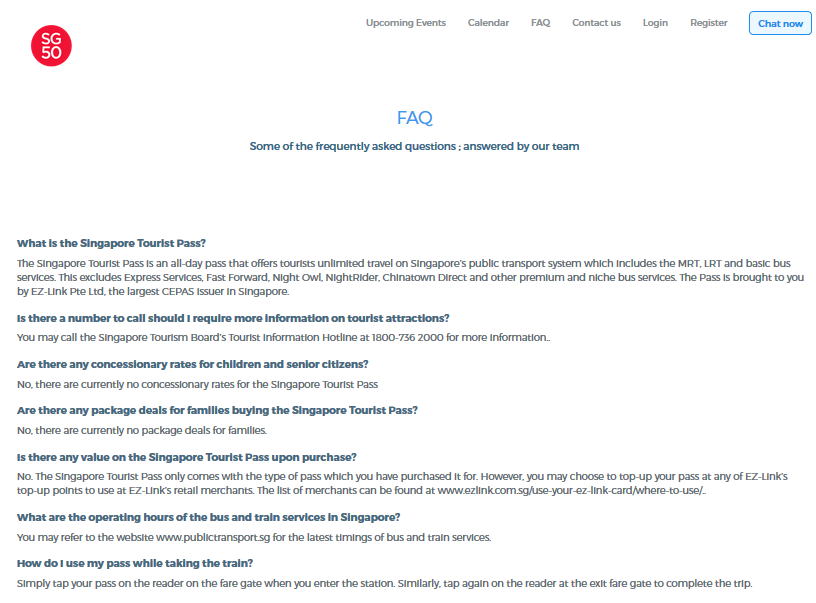 Upcoming Events Calendar FAQ Contact us Login Register Chat now
SG
50
FAQ
Some of the frequently asked questions ; answered by our team
What is the Singapore Tourist Pass?
The Singapore Tourist Pass is an all-day pass that offers tourists unlimited travel on Singapore's public transport system which includes the MRT, LRT and basic bus
services. This excludes Express Services, Fast Forward, Night Owl, NightRider, Chinatown Direct and other premium and niche bus services. The Pass is brought to you
by EZ-Link Pte Ltd, the largest CEPAS issuer in Singapore.
Is there a number to call should I require more information on tourist attractions?
You may call the Singapore Tourism Board's Tourist Information Hotline at 1800-736 2000 for more information..
Are there any concessionary rates for children and senior citizens?
No, there are currently no concessionary rates for the Singapore Tourist Pass
Are there any package deals for families buying the Singapore Tourist Pass?
No, there are currently no package deals for families.
Is there any value on the Singapore Tourist Pass upon purchase?
No. The Singapore Tourist Pass only comes with the type of pass which you have purchased it for. However, you may choose to top-up your pass at any of EZ-Link's
top-up points to use at EZ-Link's retail merchants. The list of merchants can be found at www.ezlink.com.sg/use-your-ez-link-card/where-to-use/..
What are the operating hours of the bus and train services in Singapore?
You may refer to the website www.publictransport.sg for the latest timings of bus and train services.
How do I use my pass while taking the train?
Simply tap your pass on the reader on the fare gate when you enter the station. Similarly, tap again on the reader at the exit fare gate to complete the trip.